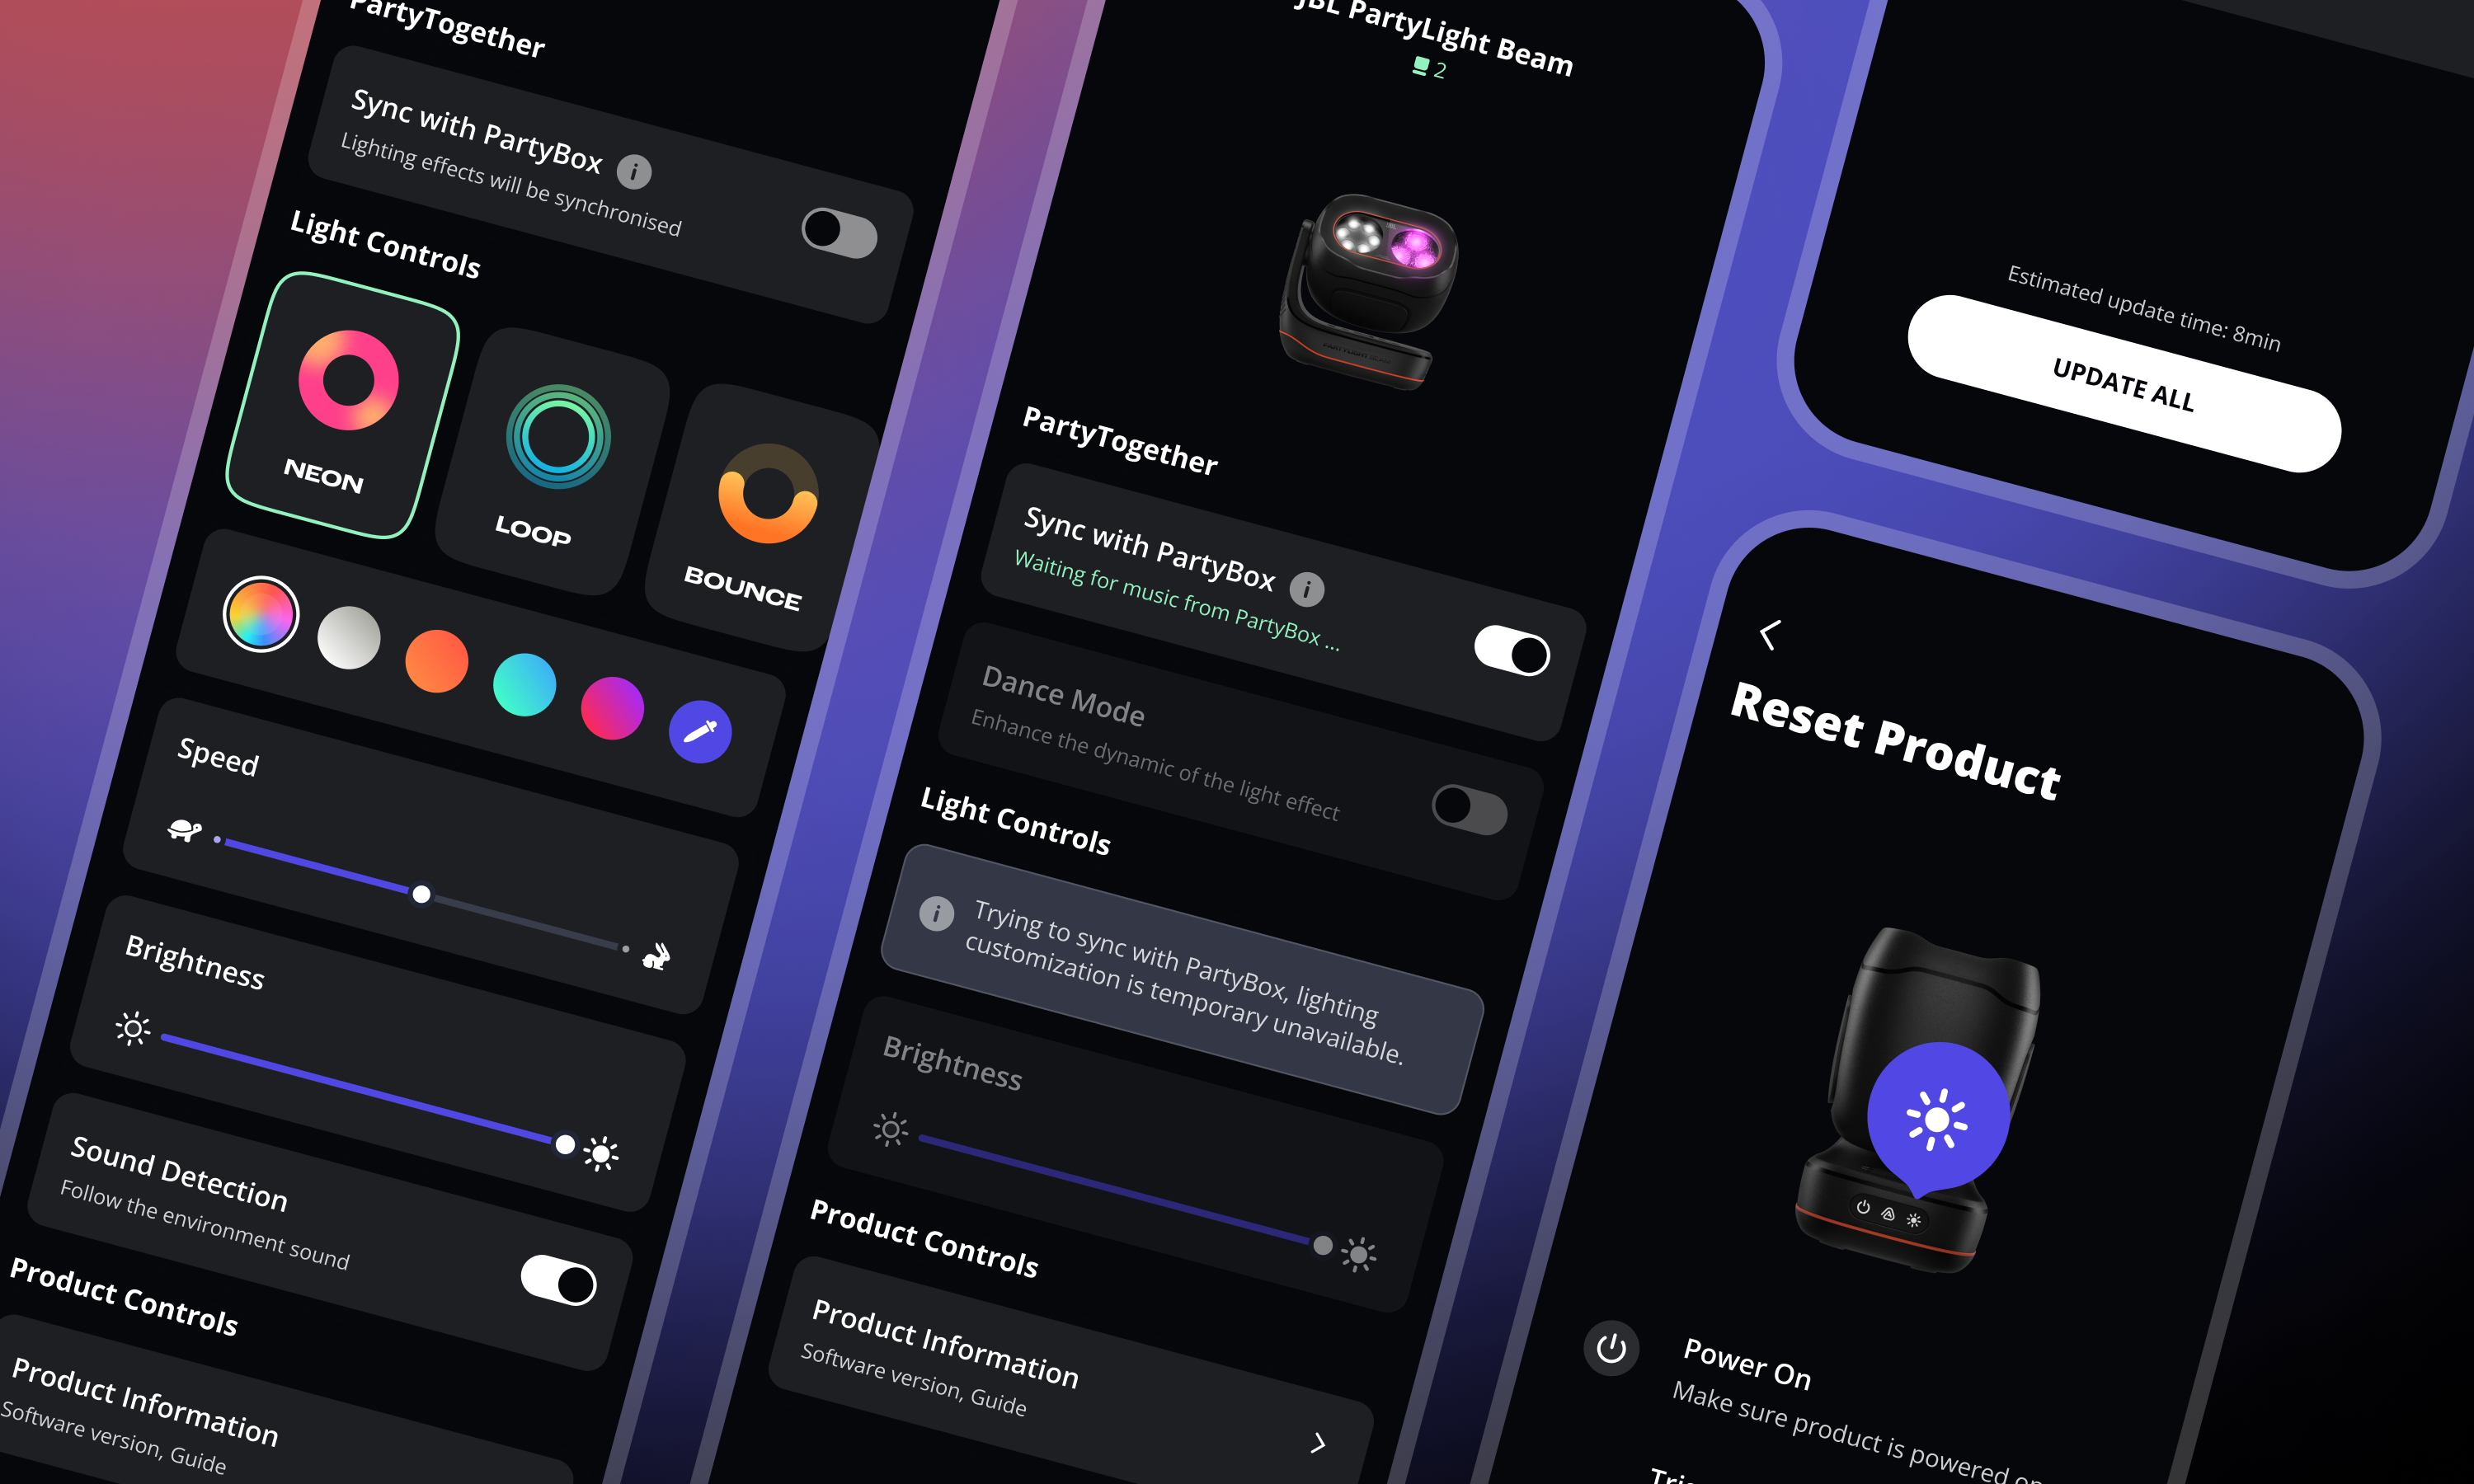 PartyTogether
Sync with PartyBox
Lighting effects will be synchronised
Light Controls
NEON
LOOP
BOUNCE
Speed
Brightness
Sound Detection
Follow the environment sound
Product Controls
Product Information
Software version, Guide
JBL PartyLight Beam
2
PartyTogether
Sync with PartyBox
Waiting for music from PartyBox ...
Dance Mode
Enhance the dynamic of the light effect
Light Controls
Trying to sync with PartyBox, lighting
customization is temporary unavailable.
Brightness
Product Controls
Product Information
Software version, Guide
Estimated update time: 8min
UPDATE ALL
Reset Product
Power On
Make sure product is powered on